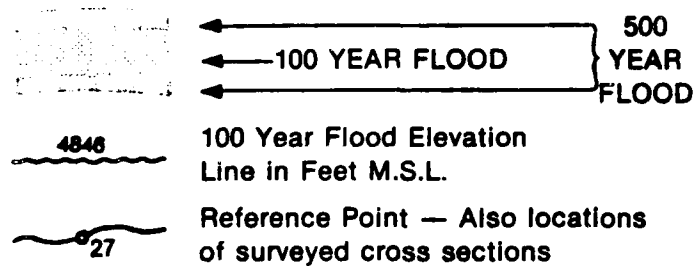 500
100 YEAR FLOOD YEAR
FLOOD
4846 100 Year Flood Elevation
Line in Feet M.S.L.
Reference Point — Also locations
27 of surveyed cross sections